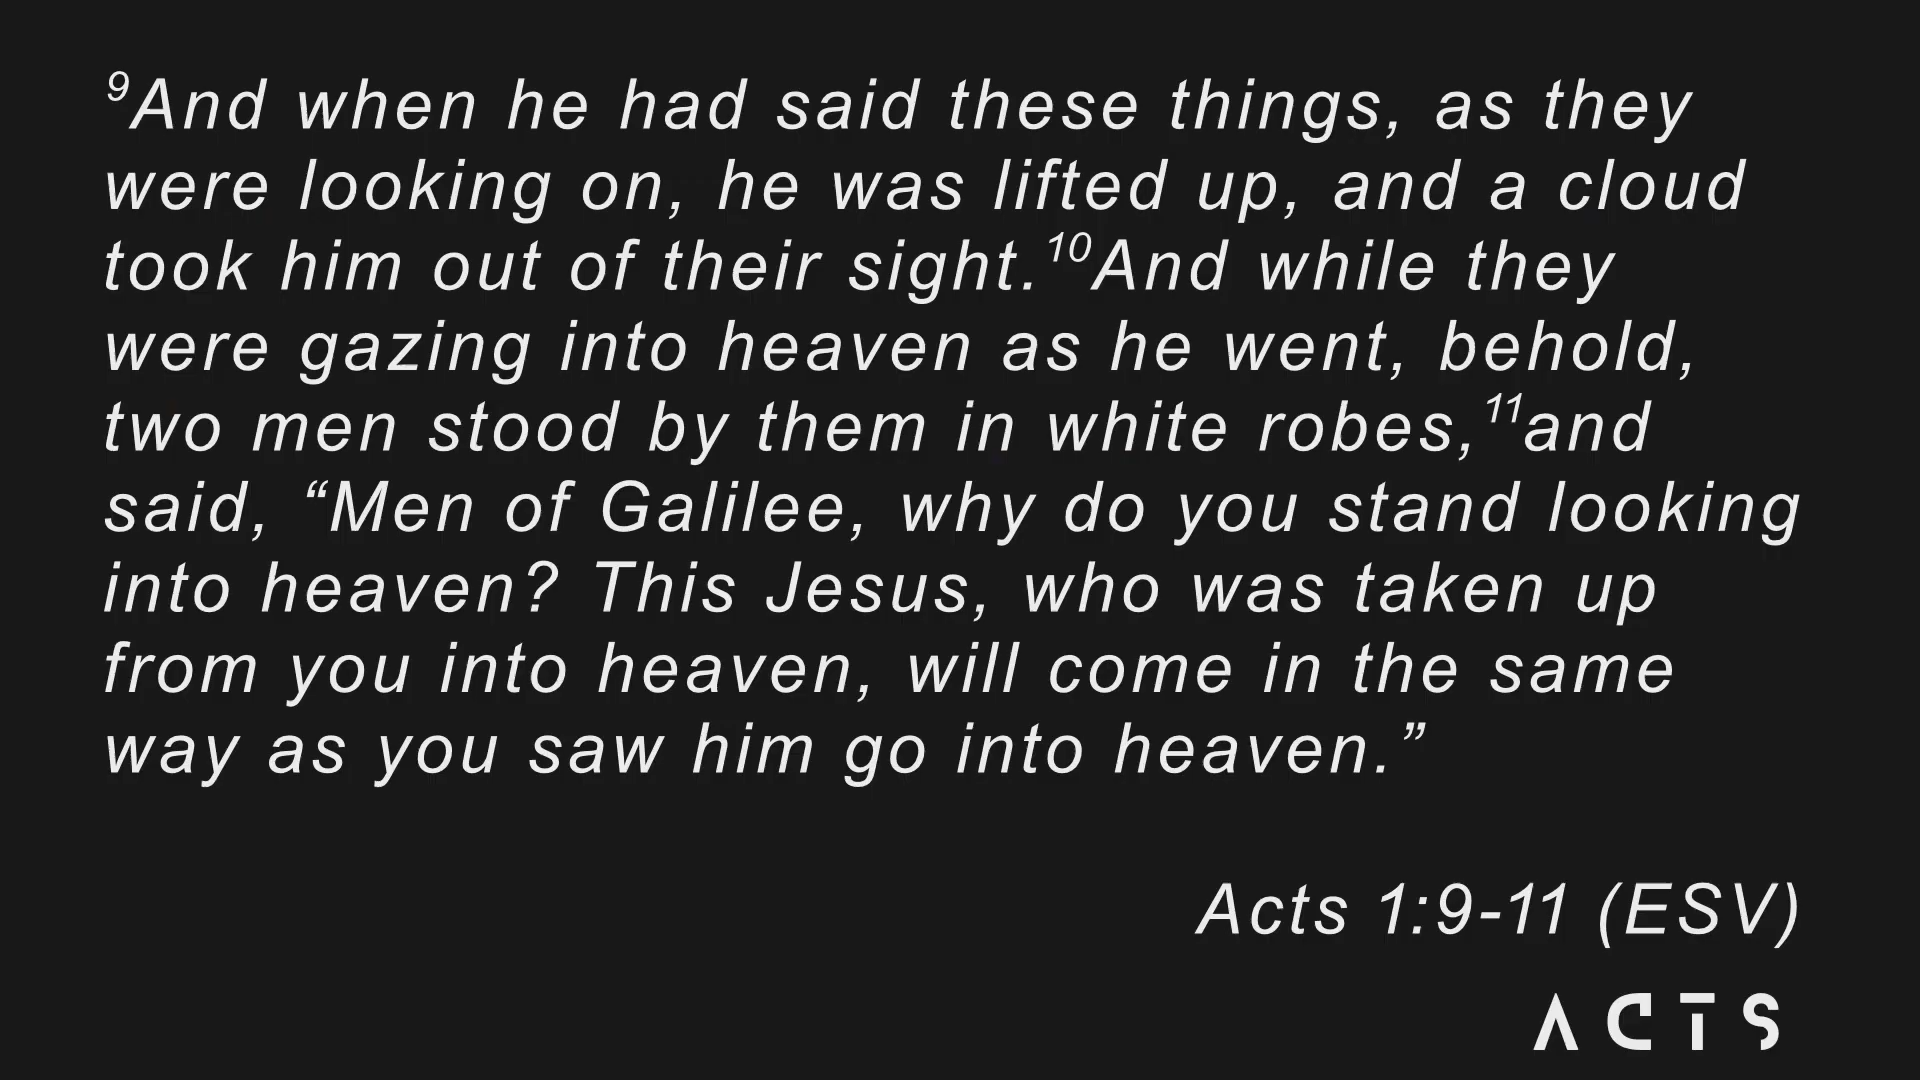 ⁹And when he had said these things, as they
were looking on, he was lifted up, and a cloud
took him out of their sight.¹⁰And while they
were gazing into heaven as he went, behold,
two men stood by them in white robes,¹¹and
said, “Men of Galilee, why do you stand looking
into heaven? This Jesus, who was taken up
from you into heaven, will come in the same
way as you saw him go into heaven.”
Acts 1:9-11 (ESV)
ACTS